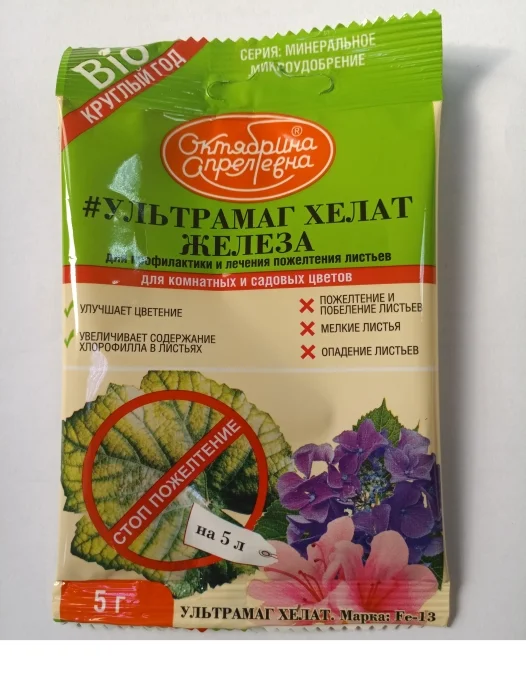 Bio
КРУГЛЫЙ ГОД
СЕРИЯ: МИНЕРАЛЬНОЕ
МИКРОУДОБРЕНИЕ
Октябрина ®
Апрелевна
#УЛЬТРАМАГ ХЕЛАТ
ЖЕЛЕЗА
для профилактики и лечения пожелтения листьев
для комнатных и садовых цветов
УЛУЧШАЕТ ЦВЕТЕНИЕ
УВЕЛИЧИВАЕТ СОДЕРЖАНИЕ
ХЛОРОФИЛЛА В ЛИСТЬЯХ
ПОЖЕЛТЕНИЕ И
ПОБЕЛЕНИЕ ЛИСТЬЕВ
МЕЛКИЕ ЛИСТЬЯ
ОПАДЕНИЕ ЛИСТЬЕВ
СТОП ПОЖЕЛТЕНИЕ
на 5 л
5 г
УЛЬТРАМАГ ХЕЛАТ. Марка: Fe-13